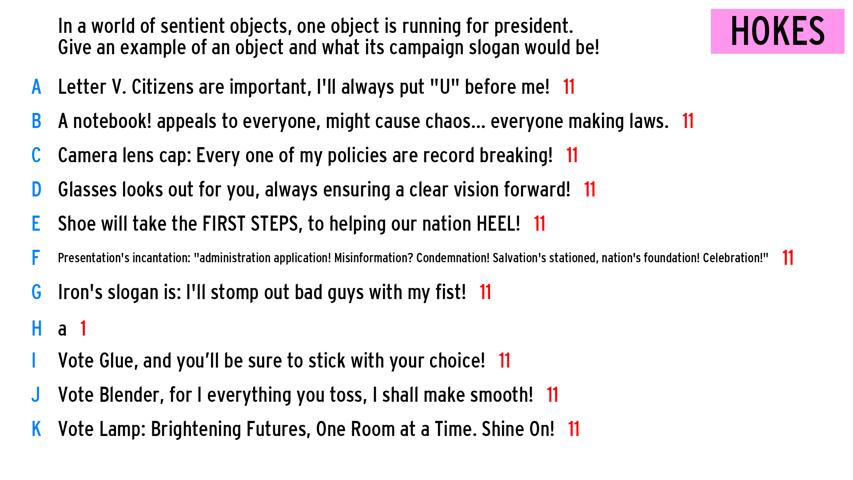 In a world of sentient objects, one object is running for president.
Give an example of an object and what its campaign slogan would be!
HOKES
A Letter V. Citizens are important, I'll always put "U" before me! 11
B A notebook! appeals to everyone, might cause chaos... everyone making laws. 11
C Camera lens cap: Every one of my policies are record breaking! 11
D Glasses looks out for you, always ensuring a clear vision forward! 11
E Shoe will take the FIRST STEPS, to helping our nation HEEL! 11
F Presentation's incantation: "administration application! Misinformation? Condemnation! Salvation's stationed, nation's foundation! Celebration!" 11
G Iron's slogan is: I'll stomp out bad guys with my fist! 11
H a 1
I Vote Glue, and you’ll be sure to stick with your choice! 11
J Vote Blender, for I everything you toss, I shall make smooth! 11
K Vote Lamp: Brightening Futures, One Room at a Time. Shine On! 11